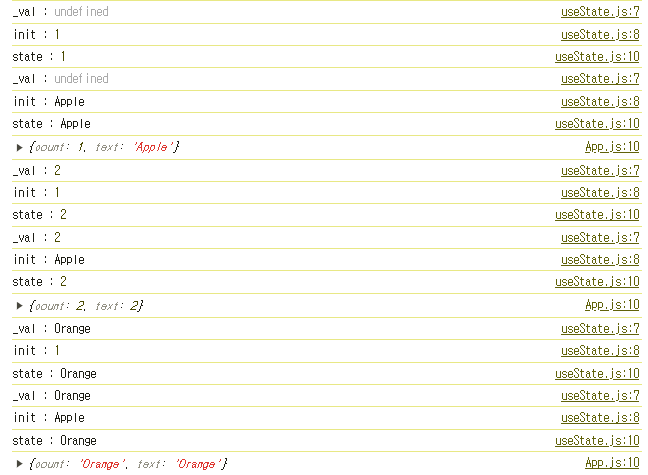 _val : undefined useState.js:7
init : 1 useState.js:8
state : 1 useState.js:10
_val : undefined useState.js:7
init : Apple useState.js:8
state : Apple useState.js:10
▶ {count: 1, text: 'Apple'} App.js:10
_val : 2 useState.js:7
init : 1 useState.js:8
state : 2 useState.js:10
_val : 2 useState.js:7
init : Apple useState.js:8
state : 2 useState.js:10
▶ {count: 2, text: 2} App.js:10
_val : Orange useState.js:7
init : 1 useState.js:8
state : Orange useState.js:10
_val : Orange useState.js:7
init : Apple useState.js:8
state : Orange useState.js:10
▶ {count: 'Orange', text: 'Orange'} App.js:10